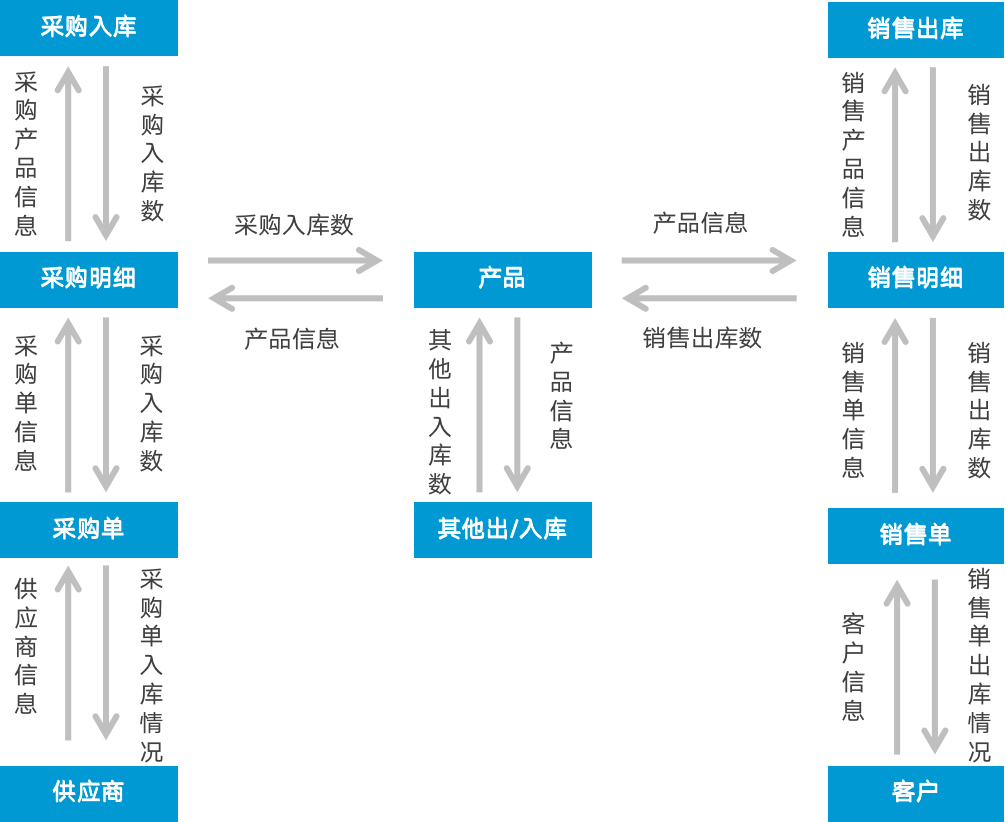 采购入库
采购产品信息
采购入库数
采购明细
采购单信息
采购入库数
采购单
供应商信息
采购单入库情况
供应商
采购入库数
产品信息
产品
其他出入库数
产品信息
其他出/入库
产品信息
销售出库数
销售出库
销售产品信息
销售出库数
销售明细
销售单信息
销售出库数
销售单
客户信息
销售单出库情况
客户